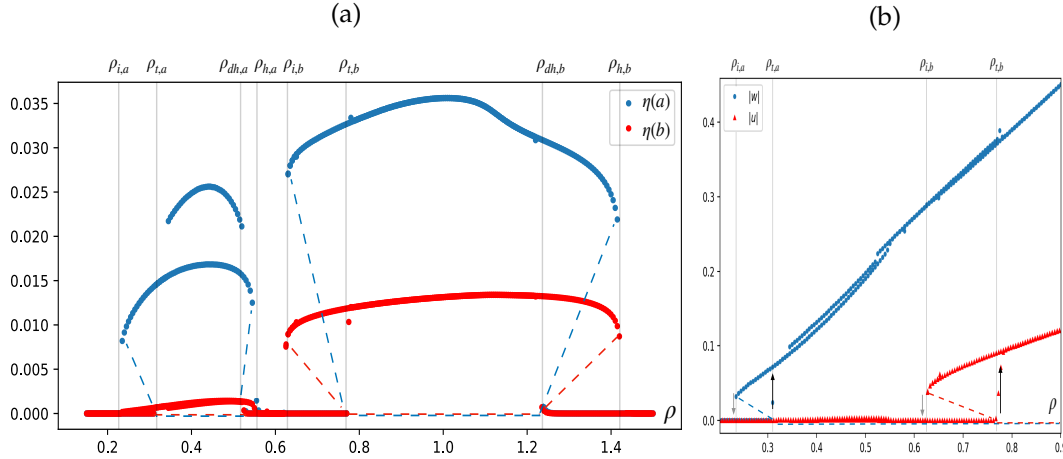 (a)
(b)
ρi,a ρt,a ρdh,a ρh,a ρi,b ρt,b ρdh,b ρh,b
0.035
0.030
0.025
0.020
0.015
0.010
0.005
0.000
η(a)
η(b)
ρ
0.2 0.4 0.6 0.8 1.0 1.2 1.4
ρi,a ρt,a ρi,b ρt,b
|w|
|u|
0.4
0.3
0.2
0.1
0.0
ρ
0.3 0.4 0.5 0.6 0.7 0.8 0.9